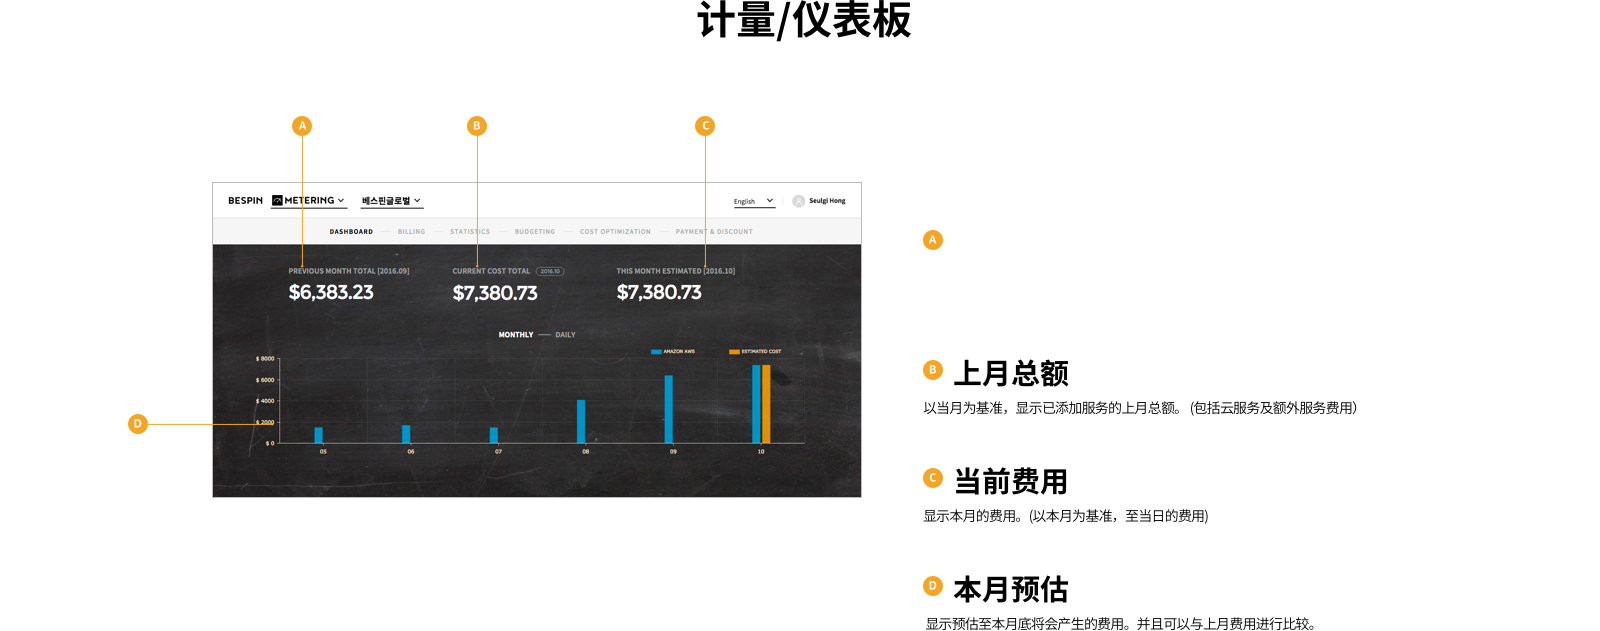 计量/仪表板
A
B
C
BESPIN METERING 베스핀글로벌 English Seulgi Hong
DASHBOARD BILLING STATISTICS BUDGETING COST OPTIMIZATION PAYMENT & DISCOUNT
PREVIOUS MONTH TOTAL [2016.09] CURRENT COST TOTAL 2016.10 THIS MONTH ESTIMATED [2016.10]
$6,383.23 $7,380.73 $7,380.73
MONTHLY DAILY
AMAZON AWS ESTIMATED COST
$ 8000
$ 6000
$ 4000
$ 2000
$ 0
05 06 07 08 09 10
D
A
B 上月总额
以当月为基准，显示已添加服务的上月总额。 (包括云服务及额外服务费用)
C 当前费用
显示本月的费用。(以本月为基准，至当日的费用)
D 本月预估
显示预估至本月底将会产生的费用。并且可以与上月费用进行比较。